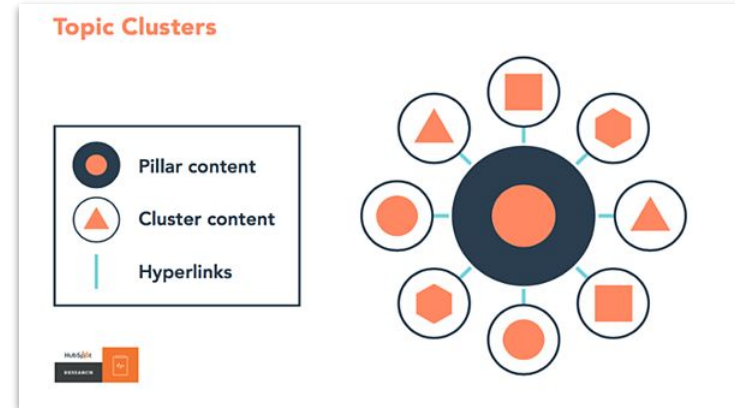 Topic Clusters
Pillar content
Cluster content
Hyperlinks
HubSpot
RESEARCH